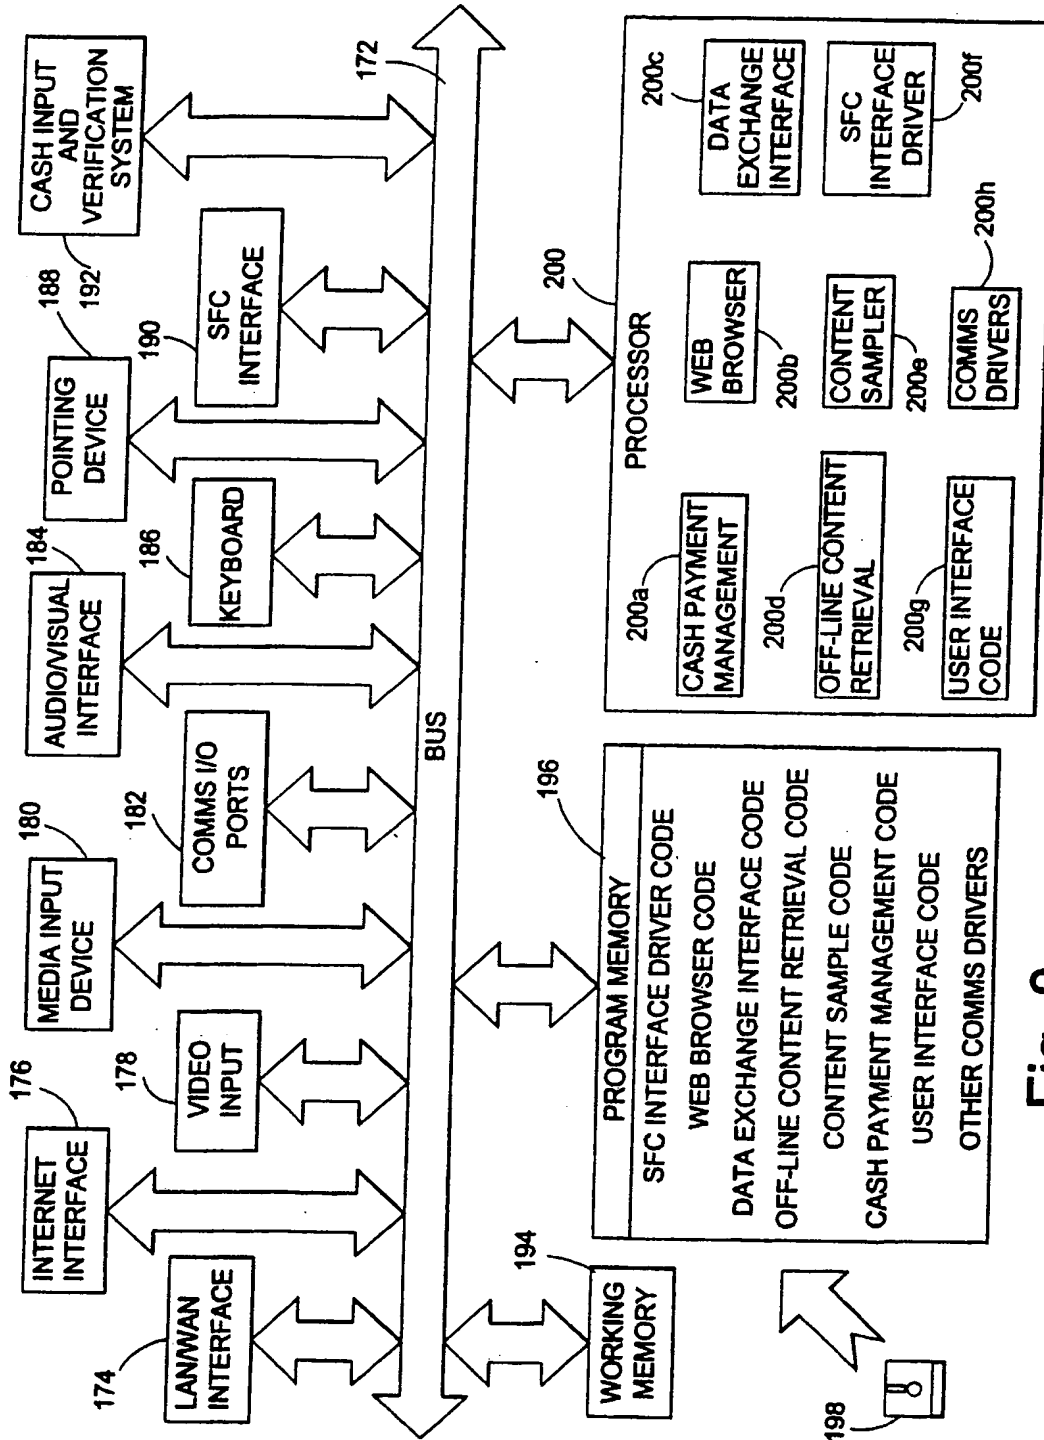 CASH INPUT
AND
VERIFICATION
SYSTEM
192'
172
188
POINTING
DEVICE
190
SFC
INTERFACE
184
AUDIO/VISUAL
INTERFACE
186
KEYBOARD
180
MEDIA INPUT
DEVICE
182
COMMS I/O
PORTS
176
INTERNET
INTERFACE
178
VIDEO
INPUT
174
LAN/WAN
INTERFACE
BUS
194
WORKING
MEMORY
198
196
PROGRAM MEMORY
SFC INTERFACE DRIVER CODE
WEB BROWSER CODE
DATA EXCHANGE INTERFACE CODE
OFF-LINE CONTENT RETRIEVAL CODE
CONTENT SAMPLE CODE
CASH PAYMENT MANAGEMENT CODE
USER INTERFACE CODE
OTHER COMMS DRIVERS
200
PROCESSOR
200a
CASH PAYMENT
MANAGEMENT
WEB
BROWSER
200b
200c
DATA
EXCHANGE
INTERFACE
200d
OFF-LINE CONTENT
RETRIEVAL
CONTENT
SAMPLER
200e
SFC
INTERFACE
DRIVER
200f
200g
USER INTERFACE
CODE
COMMS
DRIVERS
200h
Fig.